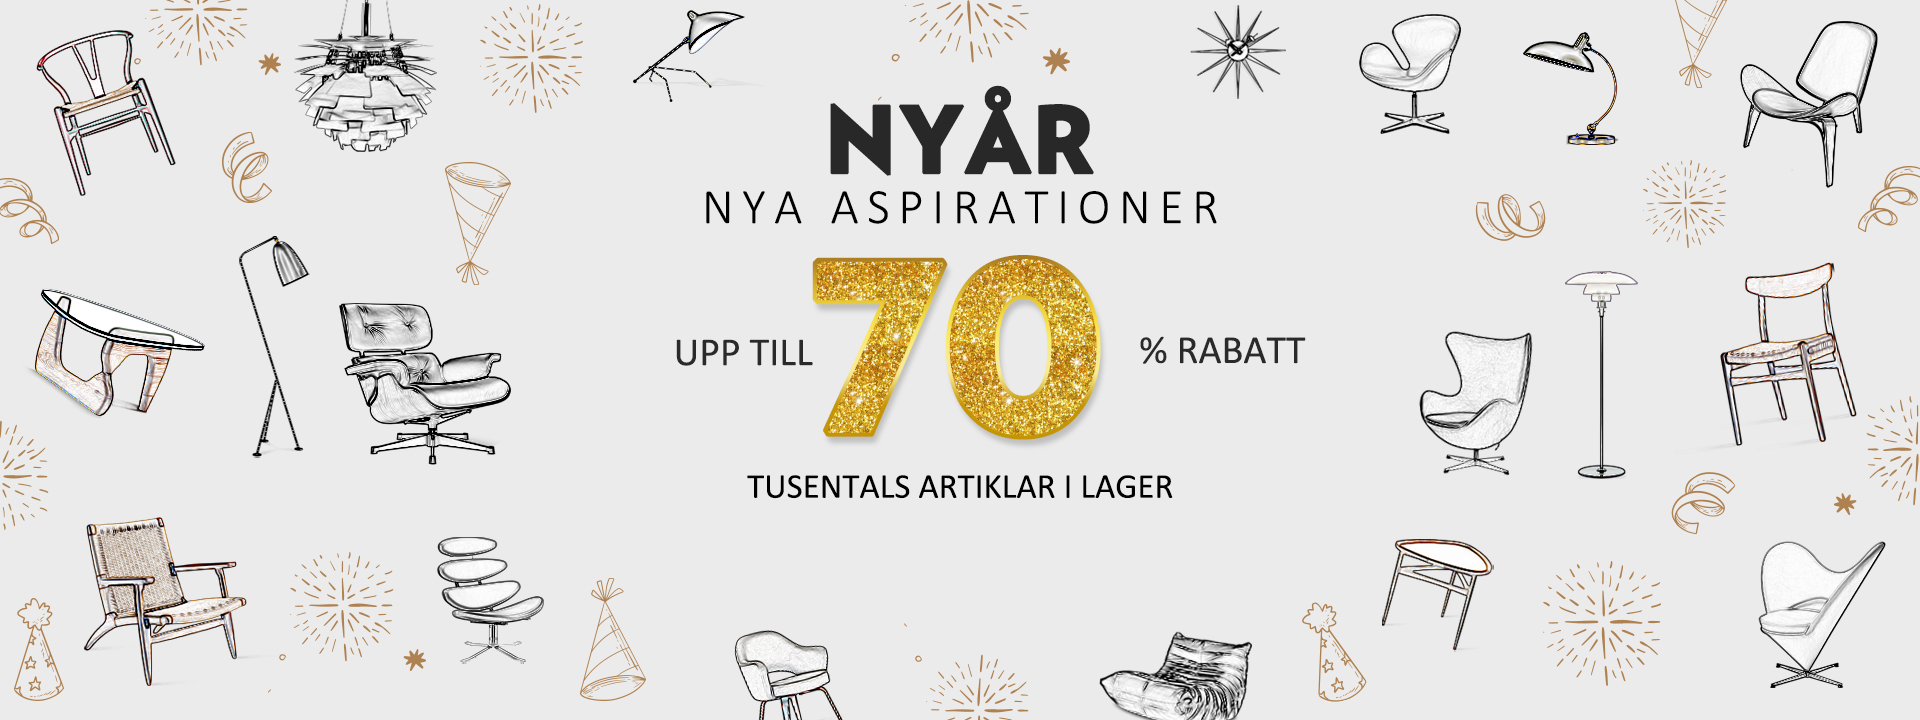 NYÅR
NYA ASPIRATIONER
UPP TILL 70 % RABATT
TUSENTALS ARTIKLAR I LAGER